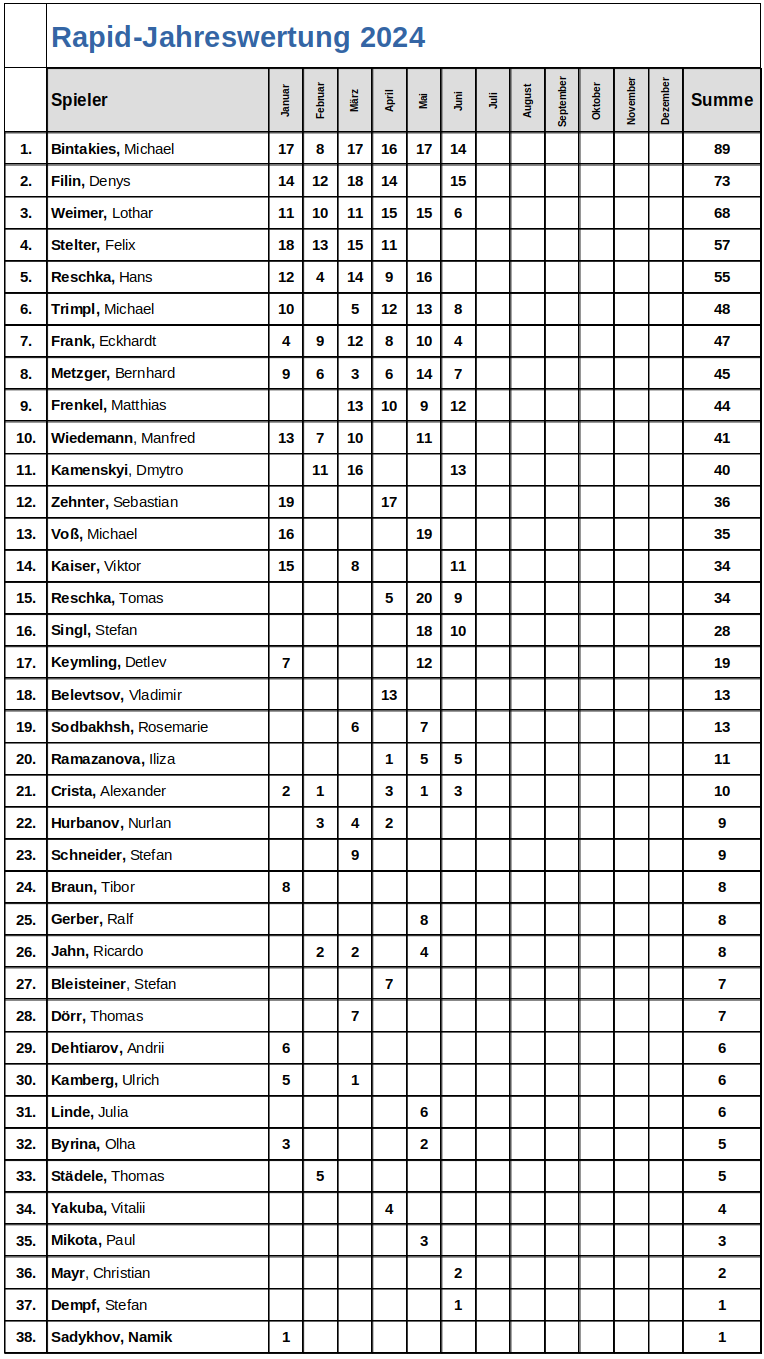 Rapid-Jahreswertung 2024
Spieler Januar Februar März April Mai Juni Juli August September Oktober November Dezember Summe
1. Bintakies, Michael 17 8 17 16 17 14 89
2. Filin, Denys 14 12 18 14 15 73
3. Weimer, Lothar 11 10 11 15 15 6 68
4. Stelter, Felix 18 13 15 11 57
5. Reschka, Hans 12 4 14 9 16 55
6. Trimpl, Michael 10 5 12 13 8 48
7. Frank, Eckhardt 4 9 12 8 10 4 47
8. Metzger, Bernhard 9 6 3 6 14 7 45
9. Frenkel, Matthias 13 10 9 12 44
10. Wiedemann, Manfred 13 7 10 11 41
11. Kamenskyi, Dmytro 11 16 13 40
12. Zehnter, Sebastian 19 17 36
13. Voß, Michael 16 19 35
14. Kaiser, Viktor 15 8 11 34
15. Reschka, Tomas 5 20 9 34
16. Singl, Stefan 18 10 28
17. Keymling, Detlev 7 12 19
18. Belevtsov, Vladimir 13 13
19. Sodbakhsh, Rosemarie 6 7 13
20. Ramazanova, Iliza 1 5 5 11
21. Crista, Alexander 2 1 3 1 3 10
22. Hurbanov, Nurlan 3 4 2 9
23. Schneider, Stefan 9 9
24. Braun, Tibor 8 8
25. Gerber, Ralf 8 8
26. Jahn, Ricardo 2 2 4 8
27. Bleisteiner, Stefan 7 7
28. Dörr, Thomas 7 7
29. Dehtiarov, Andrii 6 6
30. Kamberg, Ulrich 5 1 6
31. Linde, Julia 6 6
32. Byrina, Olha 3 2 5
33. Städele, Thomas 5 5
34. Yakuba, Vitalii 4 4
35. Mikota, Paul 3 3
36. Mayr, Christian 2 2
37. Dempf, Stefan 1 1
38. Sadykhov, Namik 1 1